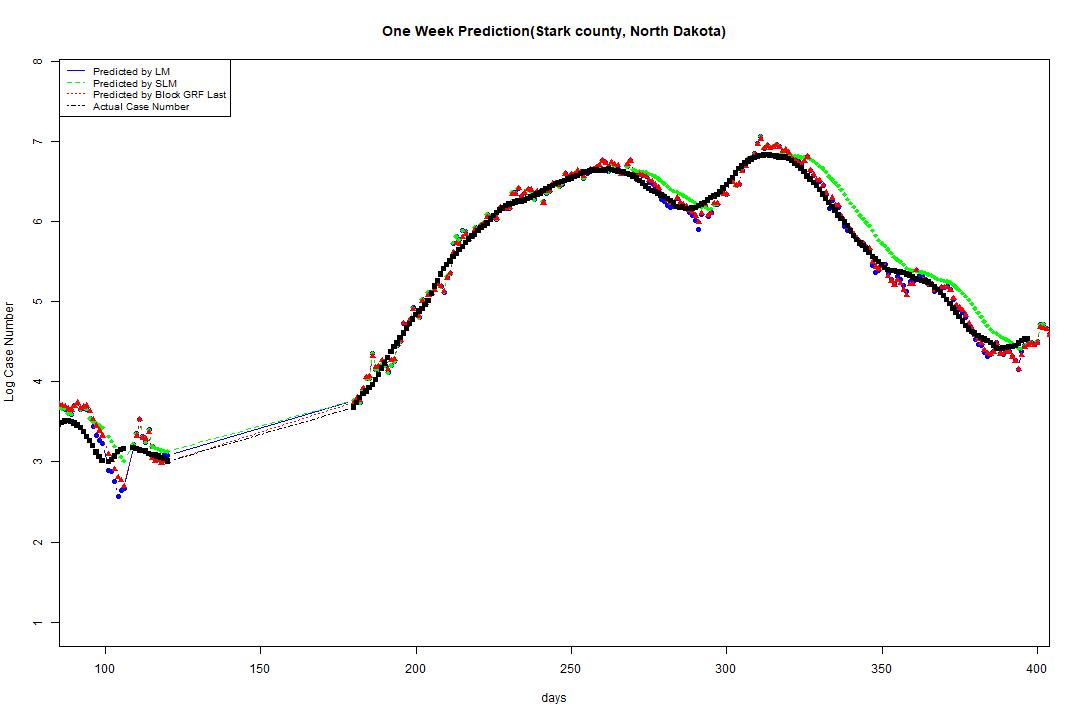 One Week Prediction(Stark county, North Dakota)
Predicted by LM
Predicted by SLM
Predicted by Block GRF Last
Actual Case Number
8
7
6
5
4
3
2
1
Log Case Number
100 150 200 250 300 350 400
days